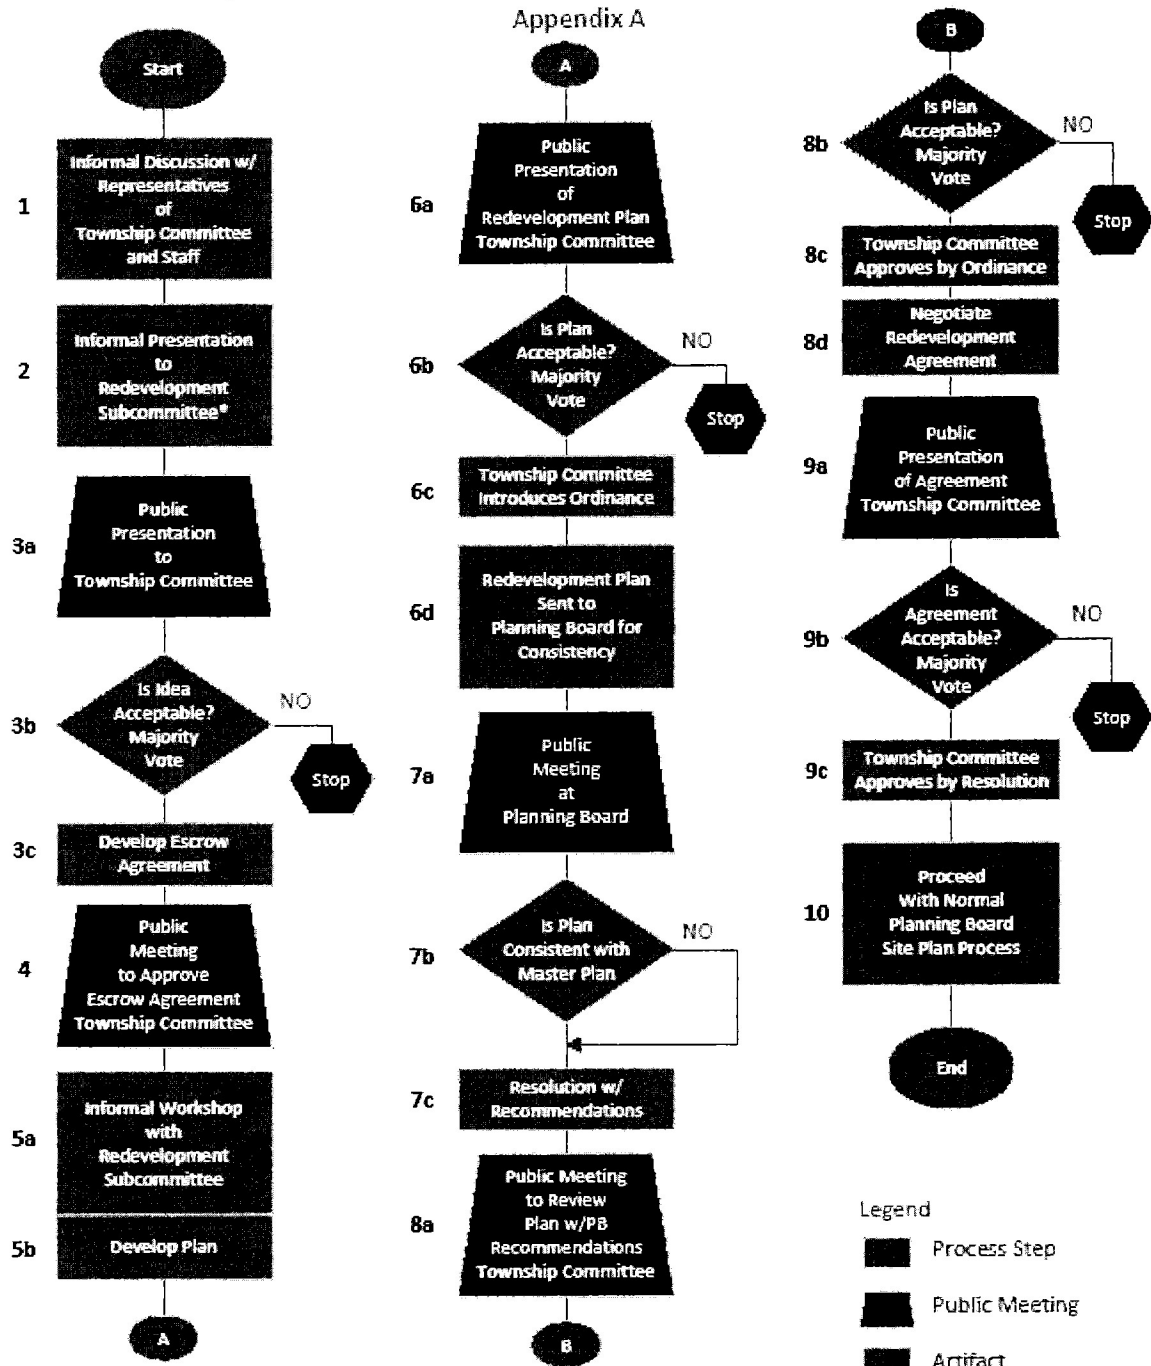 Appendix A
Start
1
Informal Discussion w/
Representatives
of
Township Committee
and Staff
2
Informal Presentation
to
Redevelopment
Subcommittee*
3a
Public
Presentation
to
Township Committee
3b
Is Idea
Acceptable?
Majority
Vote
NO
Stop
3c
Develop Escrow
Agreement
4
Public
Meeting
to Approve
Escrow Agreement
Township Committee
5a
Informal Workshop
with
Redevelopment
Subcommittee
5b
Develop Plan
A
A
6a
Public
Presentation
of
Redevelopment Plan
Township Committee
6b
Is Plan
Acceptable?
Majority
Vote
NO
Stop
6c
Township Committee
Introduces Ordinance
6d
Redevelopment Plan
Sent to
Planning Board for
Consistency
7a
Public
Meeting
at
Planning Board
7b
Is Plan
Consistent with
Master Plan
NO
7c
Resolution w/
Recommendations
8a
Public Meeting
to Review
Plan w/PB
Recommendations
Township Committee
B
B
8b
Is Plan
Acceptable?
Majority
Vote
NO
Stop
8c
Township Committee
Approves by Ordinance
8d
Negotiate
Redevelopment
Agreement
9a
Public
Presentation
of Agreement
Township Committee
9b
Is
Agreement
Acceptable?
Majority
Vote
NO
Stop
9c
Township Committee
Approves by Resolution
10
Proceed
With Normal
Planning Board
Site Plan Process
End
Legend
Process Step
Public Meeting
Artifact